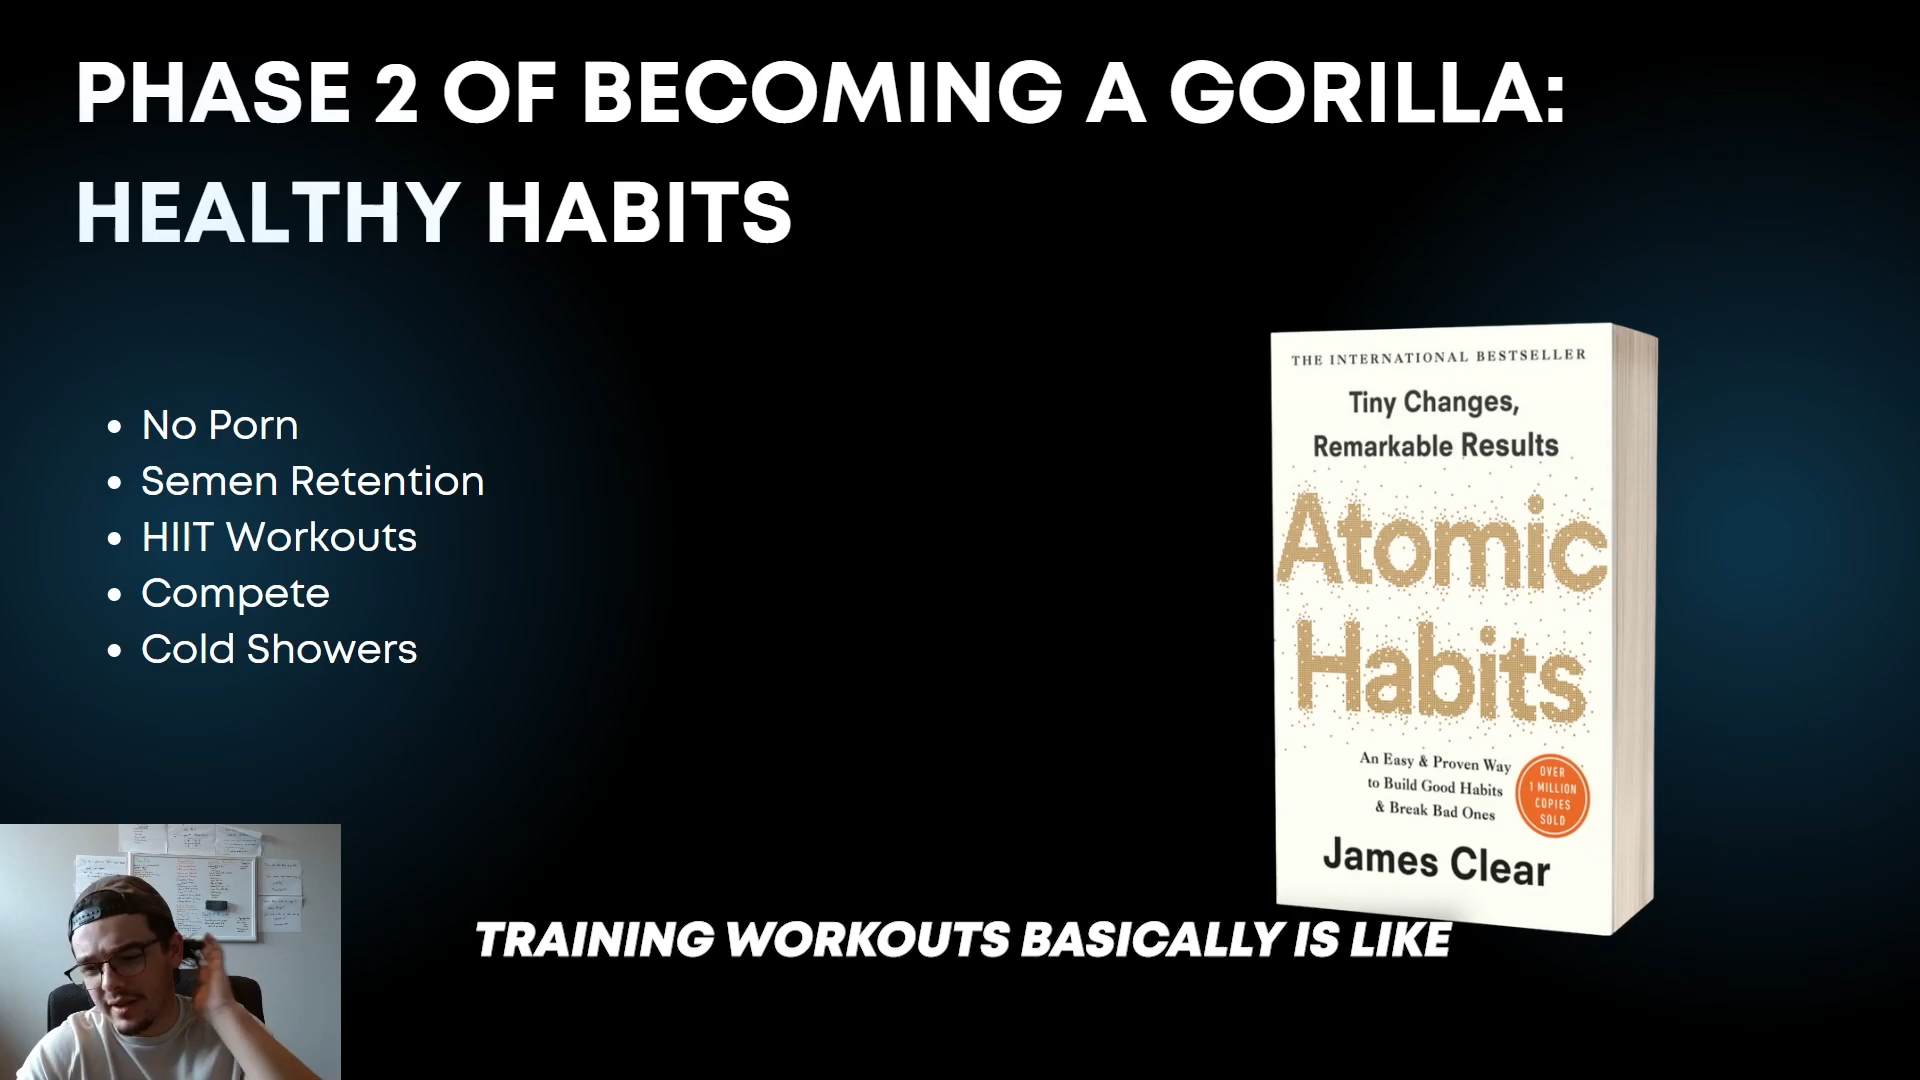 PHASE 2 OF BECOMING A GORILLA:
HEALTHY HABITS
No Porn
Semen Retention
HIIT Workouts
Compete
Cold Showers
THE INTERNATIONAL BESTSELLER
Tiny Changes,
Remarkable Results
Atomic
Habits
An Easy & Proven Way
to Build Good Habits
& Break Bad Ones
OVER
1 MILLION
COPIES
SOLD
James Clear
TRAINING WORKOUTS BASICALLY IS LIKE